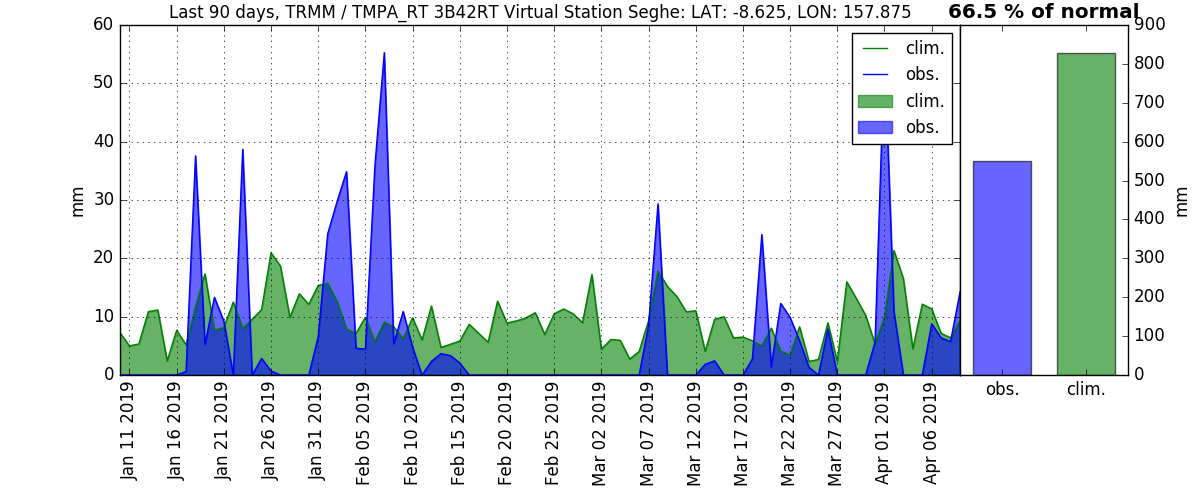 Last 90 days, TRMM / TMPA_RT 3B42RT Virtual Station Seghe: LAT: -8.625, LON: 157.875
66.5 % of normal
60
50
40
30
20
10
0
mm
clim.
obs.
clim.
obs.
900
800
700
600
500
400
300
200
100
0
mm
Jan 11 2019
Jan 16 2019
Jan 21 2019
Jan 26 2019
Jan 31 2019
Feb 05 2019
Feb 10 2019
Feb 15 2019
Feb 20 2019
Feb 25 2019
Mar 02 2019
Mar 07 2019
Mar 12 2019
Mar 17 2019
Mar 22 2019
Mar 27 2019
Apr 01 2019
Apr 06 2019
obs.
clim.